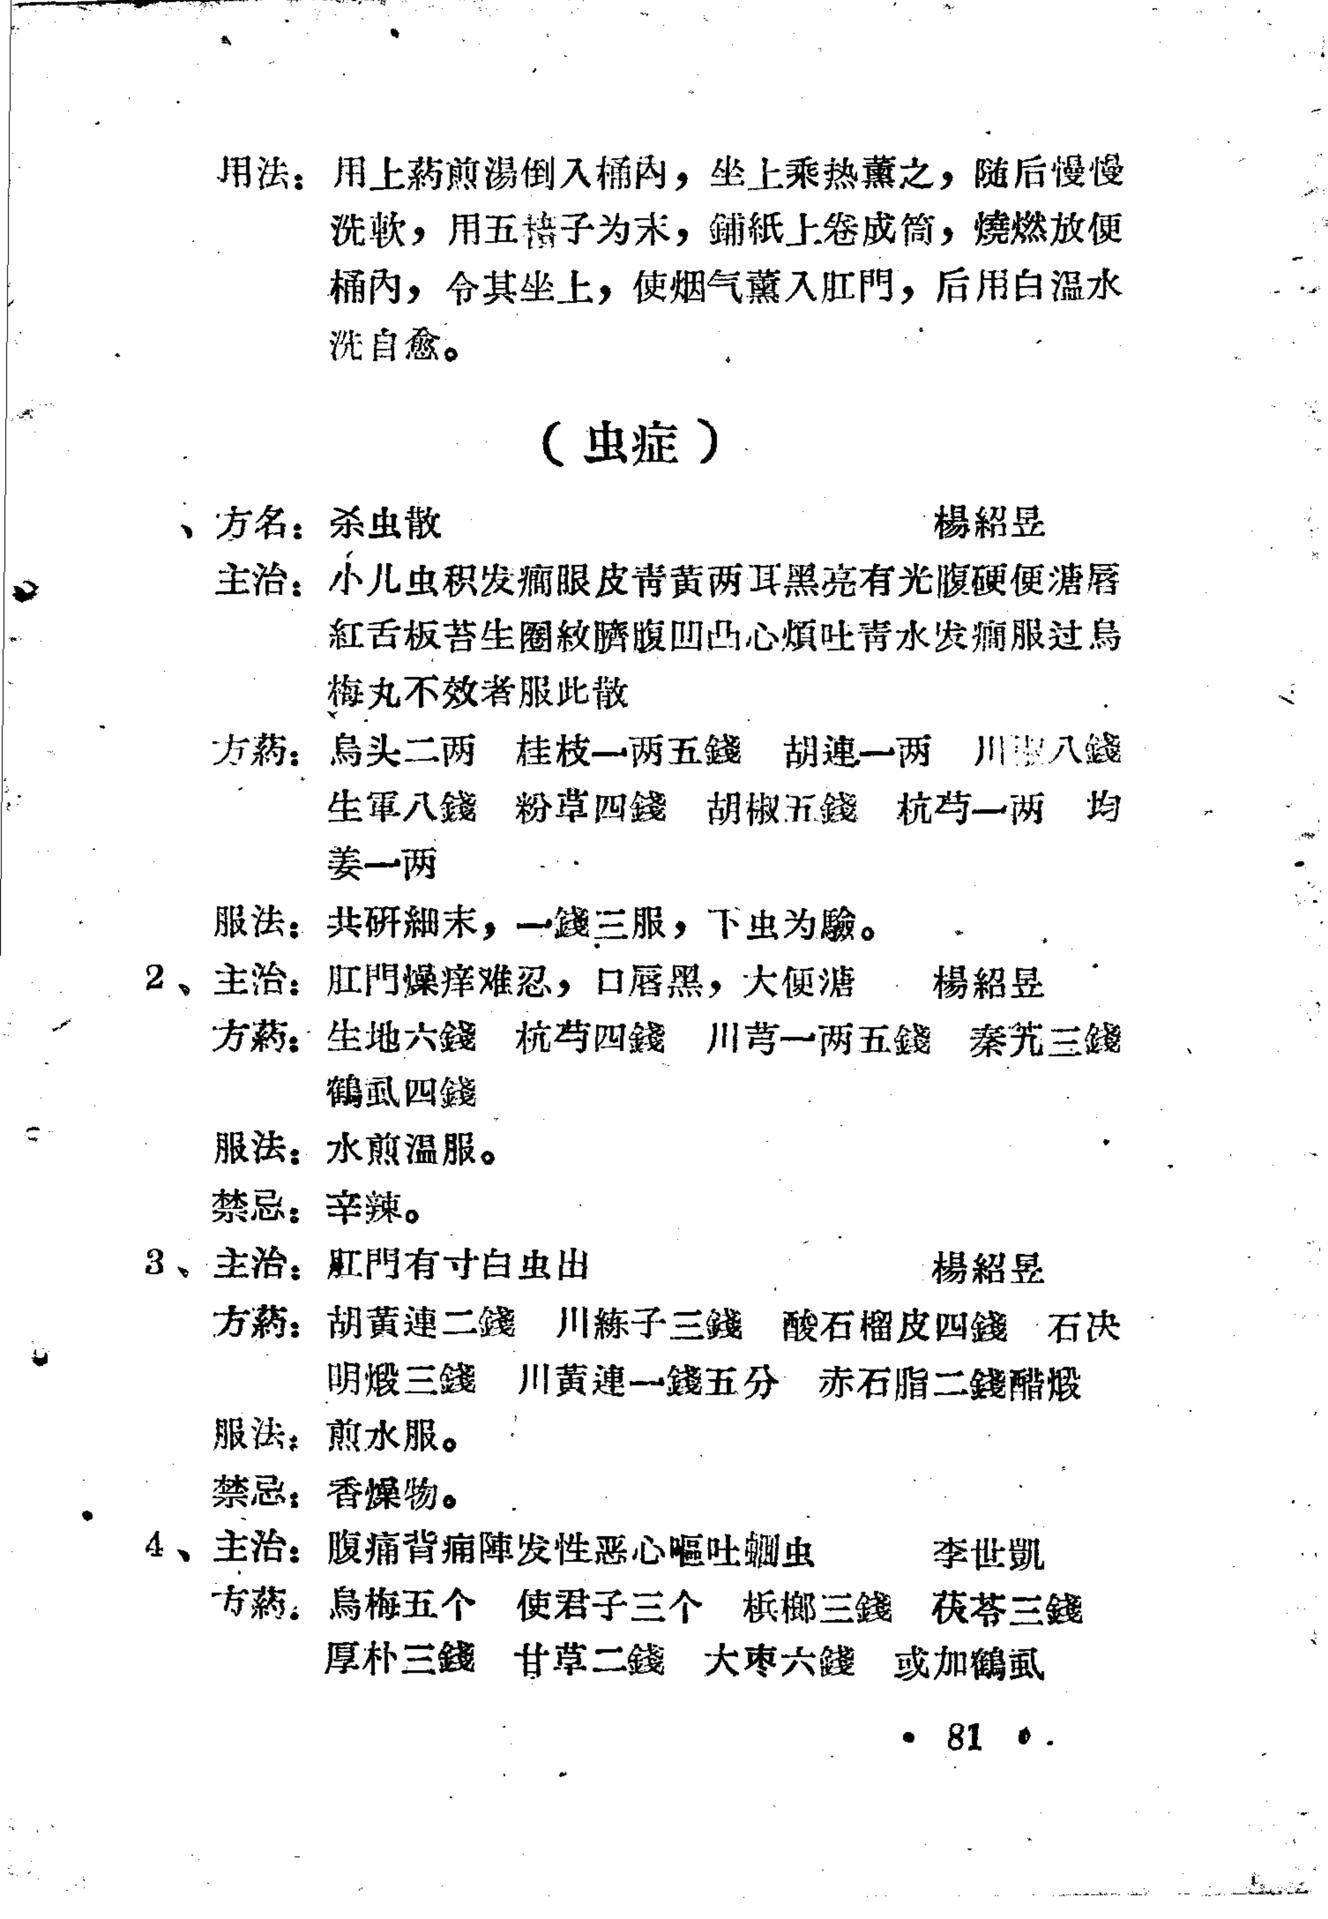 用法：用上药煎湯倒入桶內，坐上乘热薰之，随后慢慢
洗軟，用五棓子为末，鋪紙上卷成筒，燒燃放便
桶內，令其坐上，使烟气薰入肛門，后用白温水
洗自愈。
（虫症）
、方名：杀虫散 楊紹昱
主治：小儿虫积发痫眼皮青黄两耳黑亮有光腹硬便溏唇
紅舌板苔生圈紋臍腹凹凸心煩吐青水发痫服过烏
梅丸不效者服此散
方药：烏头二两 桂枝一两五錢 胡連一两 川椒八錢
生軍八錢 粉草四錢 胡椒五錢 杭芍一两 均
姜一两
服法：共研細末，一錢三服，下虫为驗。
2、主治：肛門燥痒难忍，口唇黑，大便溏 楊紹昱
方药：生地六錢 杭芍四錢 川芎一两五錢 秦艽三錢
鶴虱四錢
服法：水煎温服。
禁忌：辛辣。
3、主治：肛門有寸白虫出 楊紹昱
方药：胡黄連二錢 川練子三錢 酸石榴皮四錢 石决
明煅三錢 川黄連一錢五分 赤石脂二錢醋煅
服法：煎水服。
禁忌：香燥物。
4、主治：腹痛背痛陣发性恶心嘔吐蛔虫 李世凱
方药：烏梅五个 使君子三个 梹榔三錢 茯苓三錢
厚朴三錢 甘草二錢 大枣六錢 或加鶴虱
• 81 •